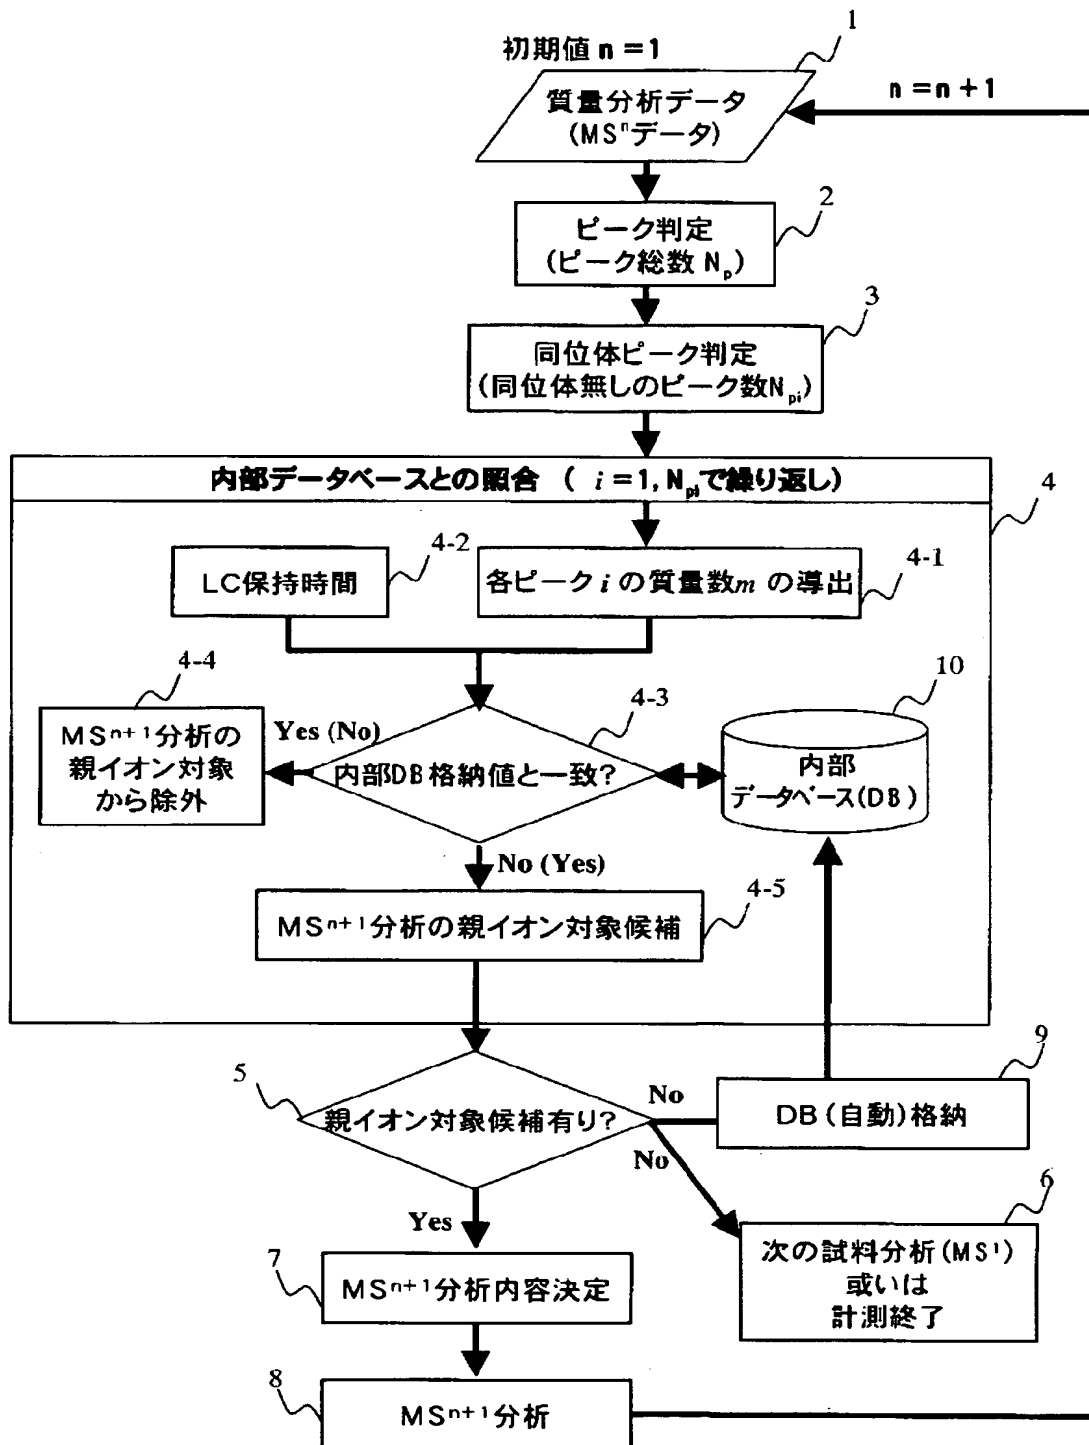 1
初期値 n=1
n=n+1
質量分析データ
(MSⁿデータ)
2
ピーク判定
(ピーク総数 Np)
3
同位体ピーク判定
(同位体無しのピーク数Npi)
内部データベースとの照合 ( i=1, Npiで繰り返し)
4
4-2
LC保持時間
4-1
各ピーク i の質量数m の導出
4-4
MSⁿ⁺¹分析の
親イオン対象
から除外
Yes (No)
4-3
内部DB格納値と一致?
10
内部
データベース(DB)
No (Yes)
4-5
MSⁿ⁺¹分析の親イオン対象候補
5
親イオン対象候補有り?
No
9
DB(自動)格納
No
6
次の試料分析(MS¹)
或いは
計測終了
Yes
7
MSⁿ⁺¹分析内容決定
8
MSⁿ⁺¹分析